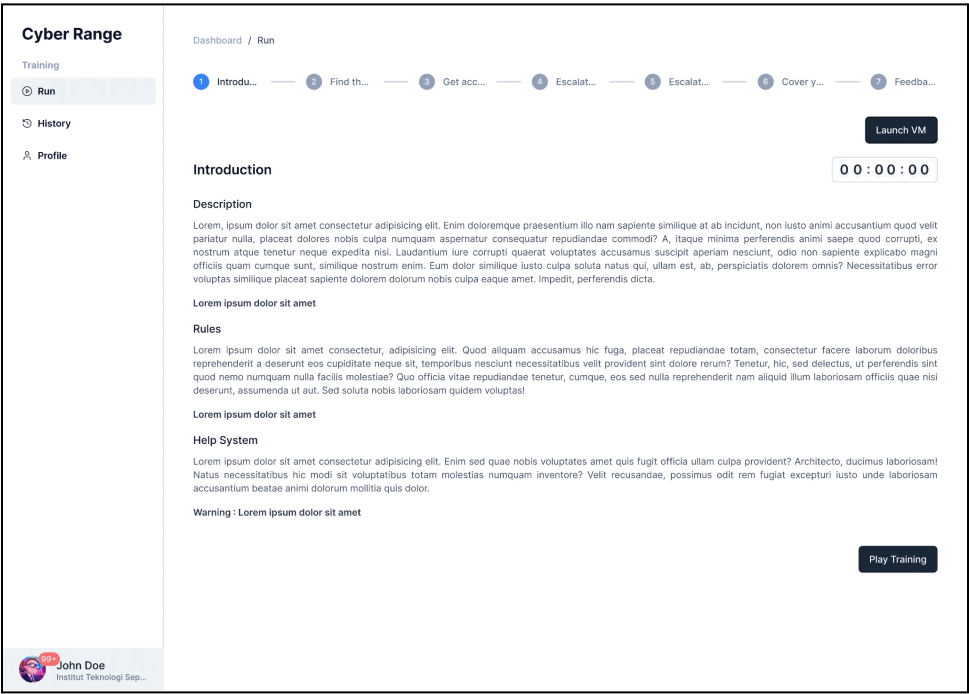 Cyber Range
Training
Run
History
Profile
Dashboard / Run
1 Introdu...
2 Find th...
3 Get acc...
4 Escalat...
5 Escalat...
6 Cover y...
7 Feedba...
Launch VM
Introduction
00:00:00
Description
Lorem, ipsum dolor sit amet consectetur adipisicing elit. Enim doloremque praesentium illo nam sapiente similique at ab incidunt, non iusto animi accusantium quod velit
pariatur nulla, placeat dolores nobis culpa numquam aspernatur consequatur repudiandae commodi? A, itaque minima perferendis animi saepe quod corrupti, ex
nostrum atque tenetur neque expedita nisi. Laudantium iure corrupti quaerat voluptates accusamus suscipit aperiam nesciunt, odio non sapiente explicabo magni
officiis quam cumque sunt, similique nostrum enim. Eum dolor similique iusto culpa soluta natus qui, ullam est, ab, perspiciatis dolorem omnis? Necessitatibus error
voluptas similique placeat sapiente dolorem dolorum nobis culpa eaque amet. Impedit, perferendis dicta.
Lorem ipsum dolor sit amet
Rules
Lorem ipsum dolor sit amet consectetur, adipisicing elit. Quod aliquam accusamus hic fuga, placeat repudiandae totam, consectetur facere laborum doloribus
reprehenderit a deserunt eos cupiditate neque sit, temporibus nesciunt necessitatibus velit provident sint dolore rerum? Tenetur, hic, sed delectus, ut perferendis sint
quod nemo numquam nulla facilis molestiae? Quo officia vitae repudiandae tenetur, cumque, eos sed nulla reprehenderit nam aliquid illum laboriosam officiis quae nisi
deserunt, assumenda ut aut. Sed soluta nobis laboriosam quidem voluptas!
Lorem ipsum dolor sit amet
Help System
Lorem ipsum dolor sit amet consectetur adipisicing elit. Enim sed quae nobis voluptates amet quis fugit officia ullam culpa provident? Architecto, ducimus laboriosam!
Natus necessitatibus hic modi sit voluptatibus totam molestias numquam inventore? Velit recusandae, possimus odit rem fugiat excepturi iusto unde laboriosam
accusantium beatae animi dolorum mollitia quis dolor.
Warning : Lorem ipsum dolor sit amet
Play Training
99+
John Doe
Institut Teknologi Sep...